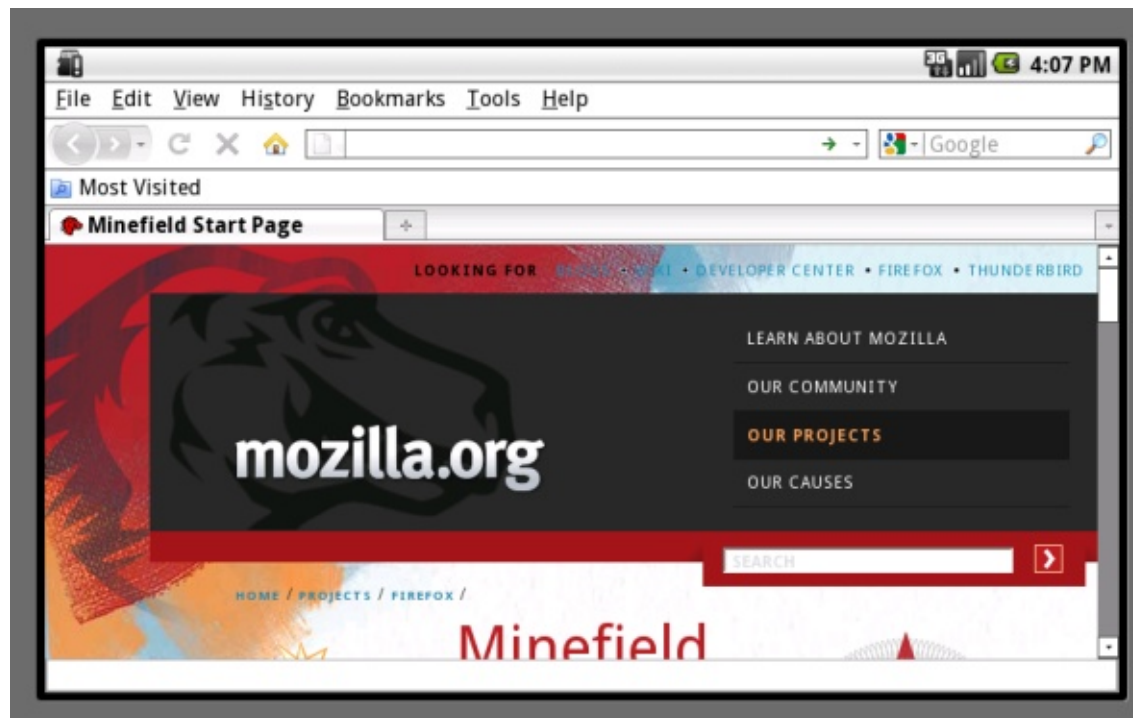 3G 4:07 PM
File Edit View History Bookmarks Tools Help
Google
Most Visited
Minefield Start Page
LOOKING FOR • WIKI • DEVELOPER CENTER • FIREFOX • THUNDERBIRD
LEARN ABOUT MOZILLA
OUR COMMUNITY
OUR PROJECTS
mozilla.org
OUR CAUSES
SEARCH
HOME / PROJECTS / FIREFOX /
Minefield